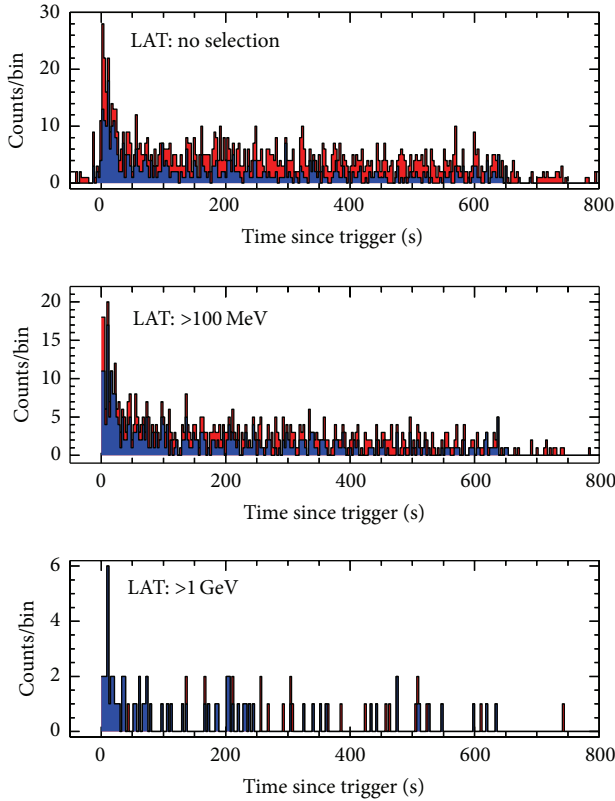 30
LAT: no selection
20
Counts/bin
10
0
0 200 400 600 800
Time since trigger (s)
20
LAT: >100 MeV
15
Counts/bin
10
5
0
0 200 400 600 800
Time since trigger (s)
6
LAT: >1 GeV
4
Counts/bin
2
0
0 200 400 600 800
Time since trigger (s)